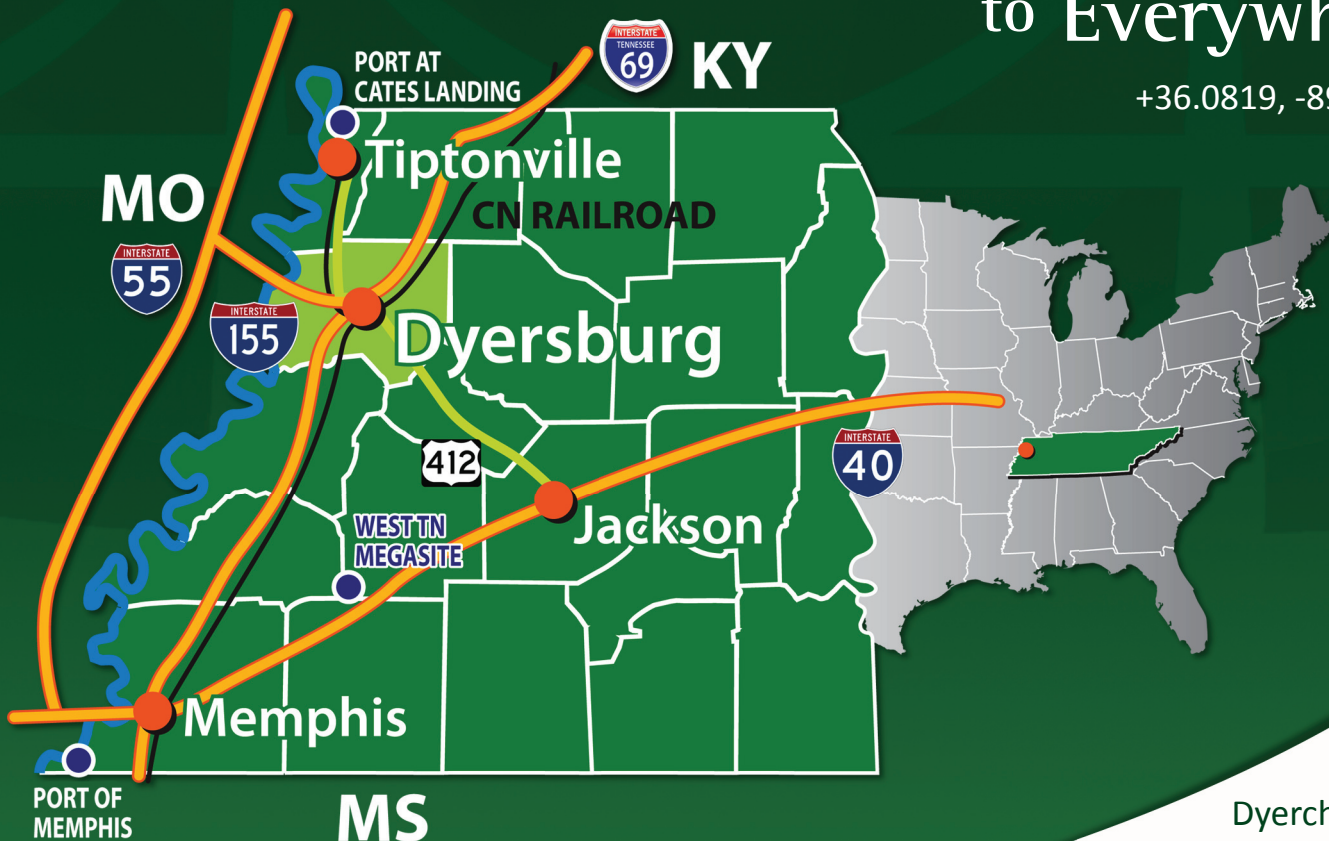 to Everywh
+36.0819, -89
INTERSTATE
TENNESSEE
69
KY
PORT AT
CATES LANDING
Tiptonville
MO
CN RAILROAD
INTERSTATE
55
INTERSTATE
155
Dyersburg
412
INTERSTATE
40
Jackson
WEST TN
MEGASITE
Memphis
PORT OF
MEMPHIS
MS
Dyerch